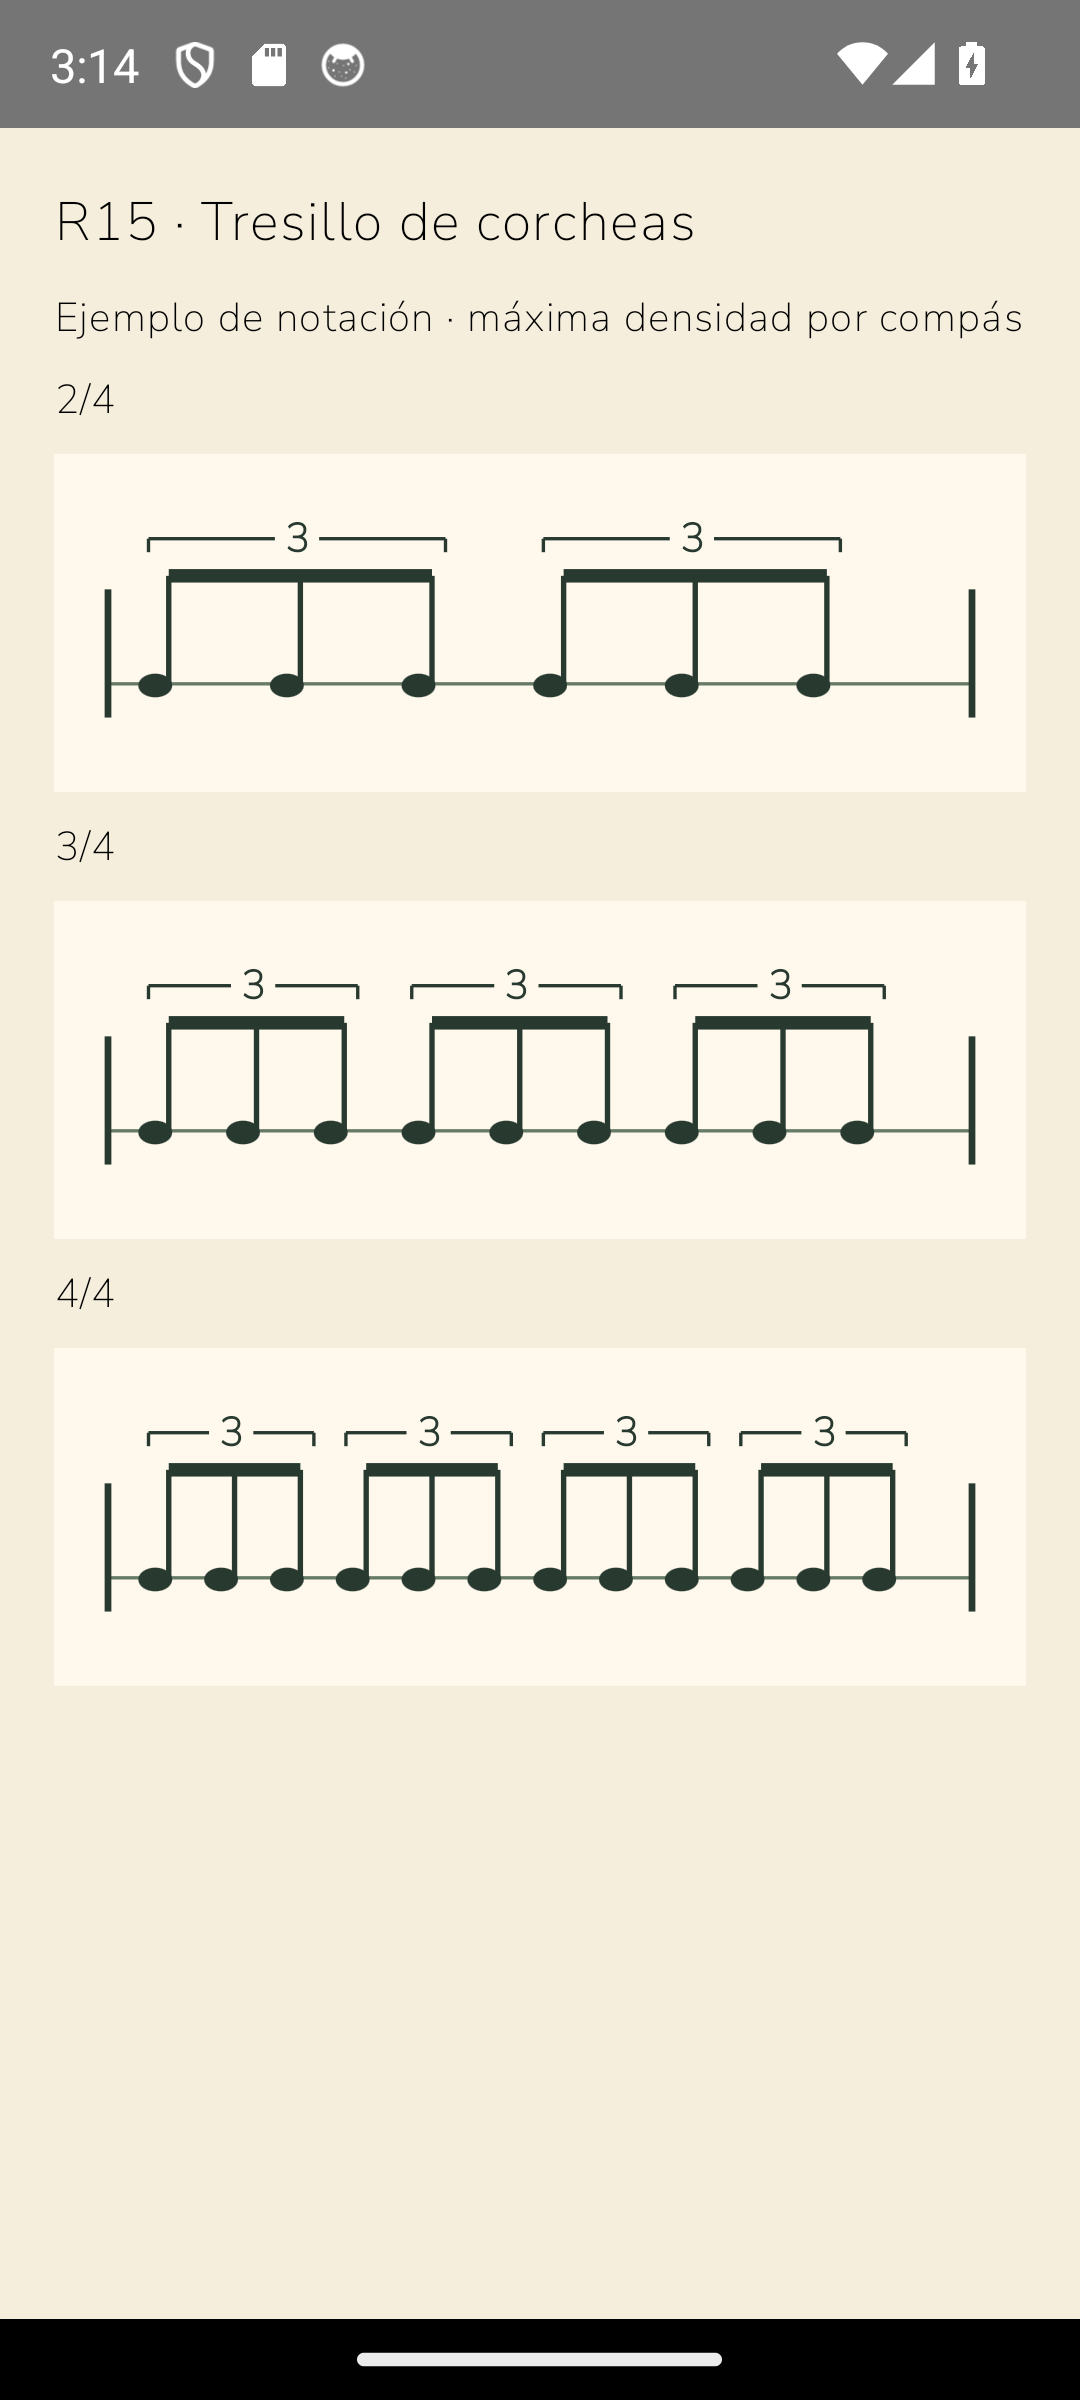 3:14
R15 · Tresillo de corcheas
Ejemplo de notación · máxima densidad por compás
2/4
3 3
3/4
3 3 3
4/4
3 3 3 3